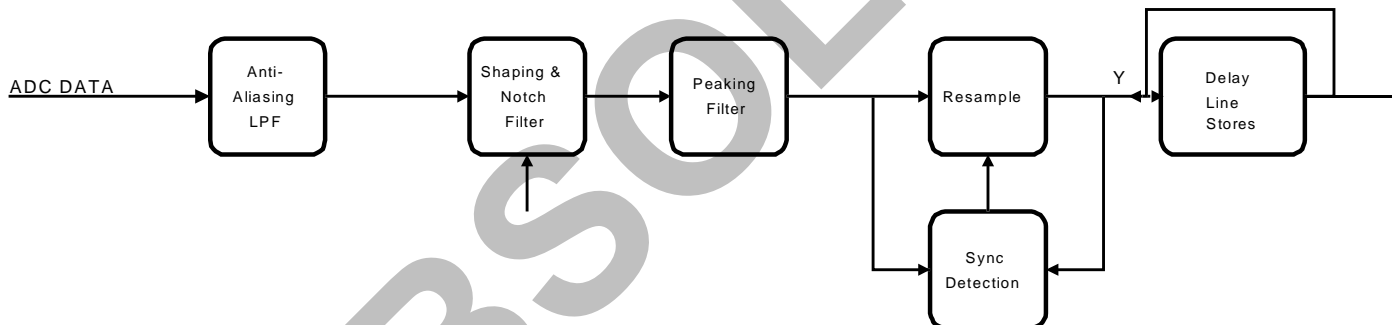 ADC DATA
Anti-
Aliasing
LPF
Shaping &
Notch
Filter
Peaking
Filter
Resample
Y
Delay
Line
Stores
Sync
Detection